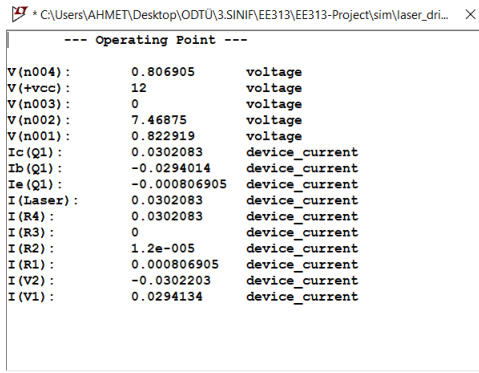 * C:\Users\AHMET\Desktop\ODTÜ\3.SINIF\EE313\EE313-Project\sim\laser_dri...
--- Operating Point ---
V(n004): 0.806905 voltage
V(+vcc): 12 voltage
V(n003): 0 voltage
V(n002): 7.46875 voltage
V(n001): 0.822919 voltage
Ic(Q1): 0.0302083 device_current
Ib(Q1): -0.0294014 device_current
Ie(Q1): -0.000806905 device_current
I(Laser): 0.0302083 device_current
I(R4): 0.0302083 device_current
I(R3): 0 device_current
I(R2): 1.2e-005 device_current
I(R1): 0.000806905 device_current
I(V2): -0.0302203 device_current
I(V1): 0.0294134 device_current